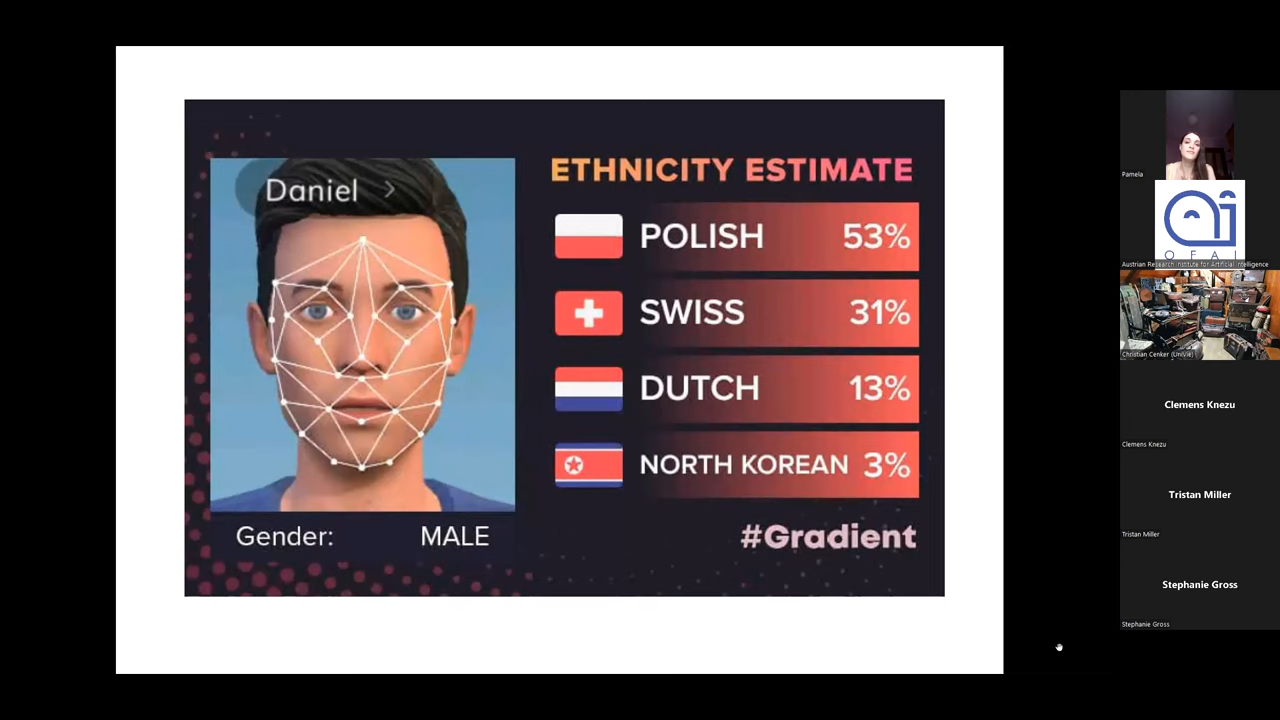 Daniel >
ETHNICITY ESTIMATE
POLISH 53%
SWISS 31%
DUTCH 13%
NORTH KOREAN 3%
Gender: MALE
#Gradient
Pamela
OFAI
Austrian Research Institute for Artificial Intelligence
Christian Cenker (UniVie)
Clemens Knezu
Clemens Knezu
Tristan Miller
Tristan Miller
Stephanie Gross
Stephanie Gross